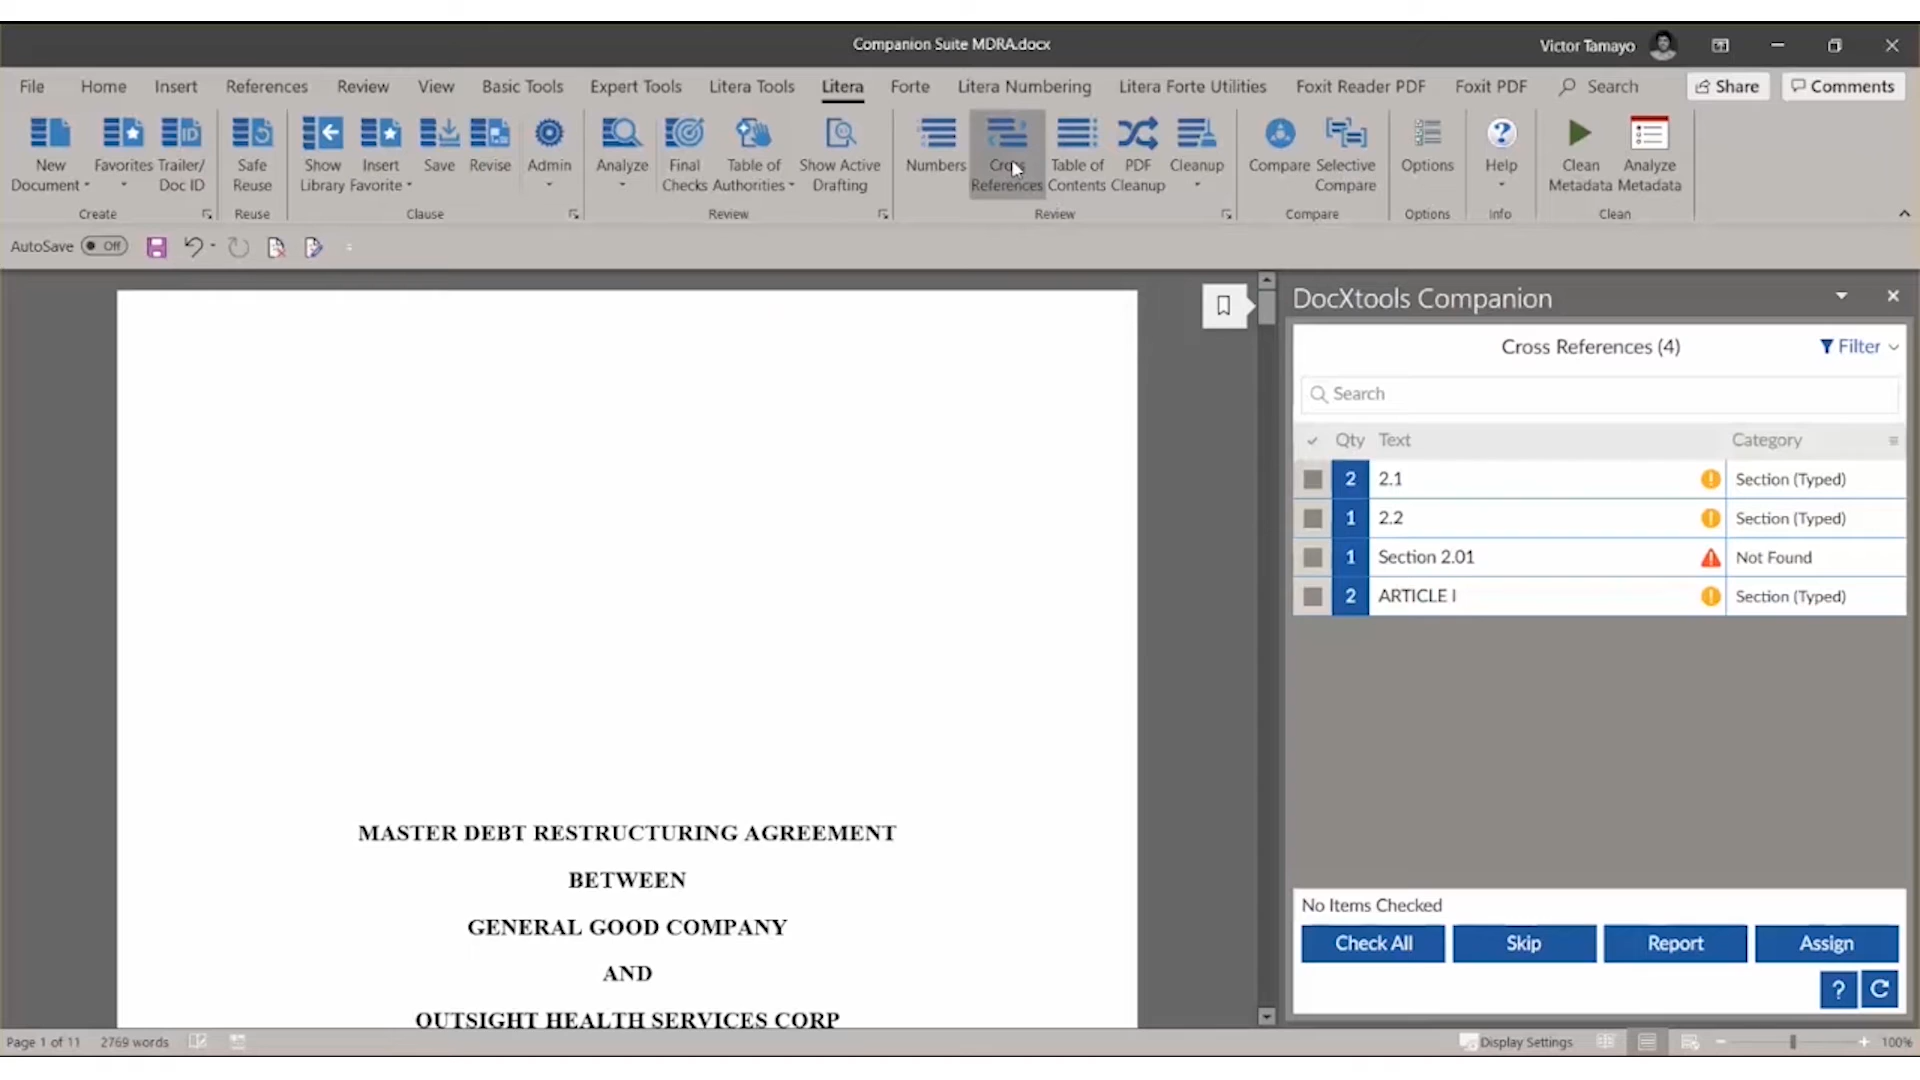 Companion Suite MDRA.docx
Victor Tamayo
File Home Insert References Review View Basic Tools Expert Tools Litera Tools Litera Forte Litera Numbering Litera Forte Utilities Foxit Reader PDF Foxit PDF Search Share Comments
New Document
Favorites
Trailer/ Doc ID
Safe Reuse
Show Library
Insert Favorite
Save
Revise
Admin
Analyze
Final Checks
Table of Authorities
Show Active Drafting
Numbers
Cross References
Table of Contents
PDF Cleanup
Cleanup
Compare
Selective Compare
Options
Help
Clean Metadata
Analyze Metadata
Create Reuse Clause Review Review Compare Options Info Clean
AutoSave Off
DocXtools Companion
Cross References (4) Filter
Search
Qty Text Category
2 2.1 Section (Typed)
1 2.2 Section (Typed)
1 Section 2.01 Not Found
2 ARTICLE I Section (Typed)
MASTER DEBT RESTRUCTURING AGREEMENT
BETWEEN
GENERAL GOOD COMPANY
AND
OUTSIGHT HEALTH SERVICES CORP
No Items Checked
Check All Skip Report Assign
?
Page 1 of 11 2769 words Display Settings 100%